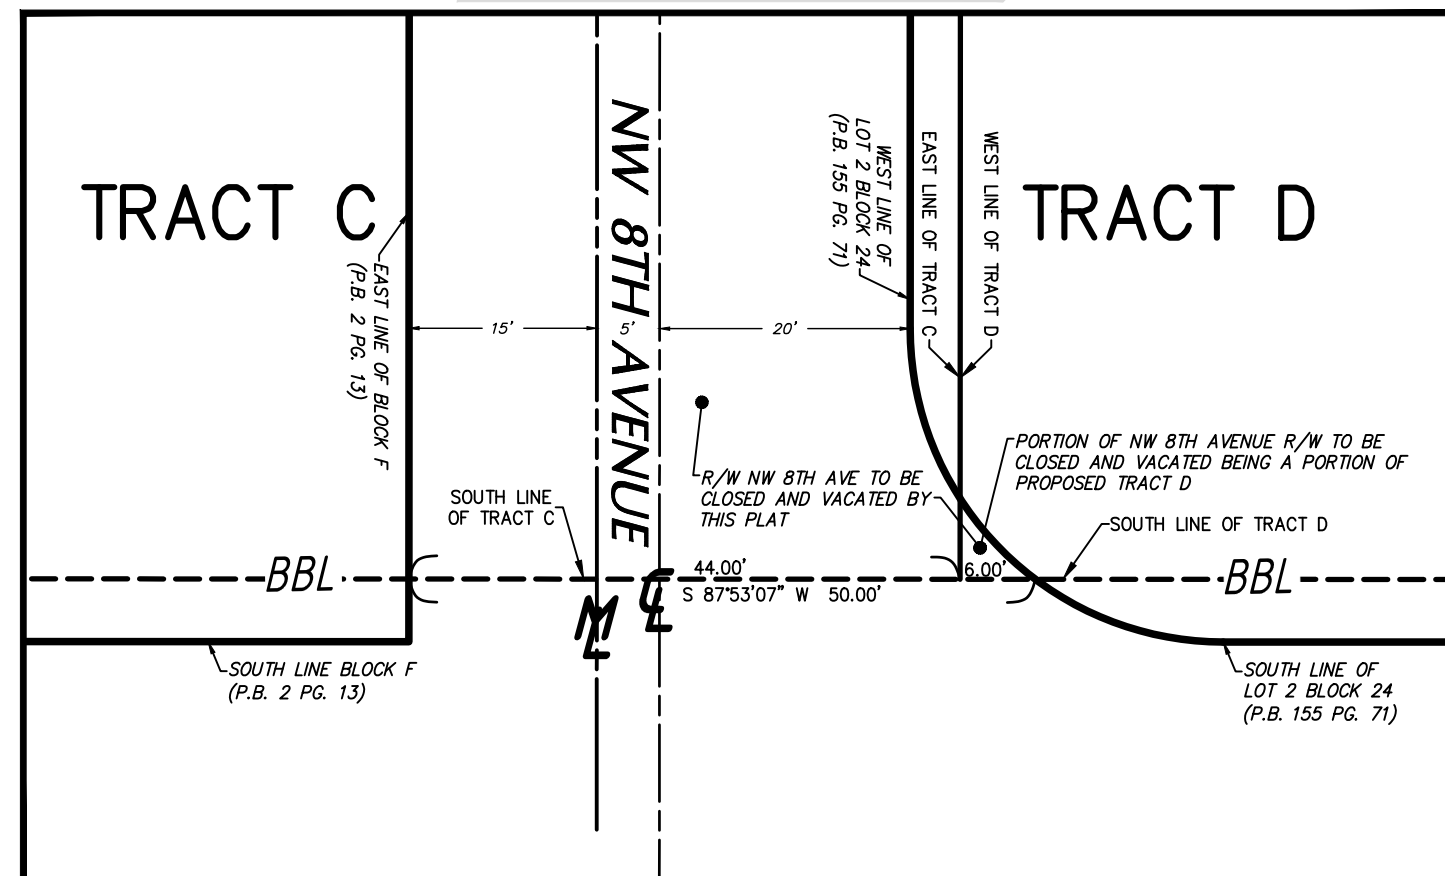 TRACT C
EAST LINE OF BLOCK F
(P.B. 2 PG. 13)
NW 8TH AVENUE
15'
5'
20'
WEST LINE OF
LOT 2 BLOCK 24
(P.B. 155 PG. 71)
EAST LINE OF TRACT C
WEST LINE OF TRACT D
TRACT D
PORTION OF NW 8TH AVENUE R/W TO BE
CLOSED AND VACATED BEING A PORTION OF
PROPOSED TRACT D
R/W NW 8TH AVE TO BE
CLOSED AND VACATED BY
THIS PLAT
SOUTH LINE
OF TRACT C
SOUTH LINE OF TRACT D
BBL
44.00'
6.00'
BBL
S 87°53'07" W 50.00'
CL
ML
SOUTH LINE BLOCK F
(P.B. 2 PG. 13)
SOUTH LINE OF
LOT 2 BLOCK 24
(P.B. 155 PG. 71)